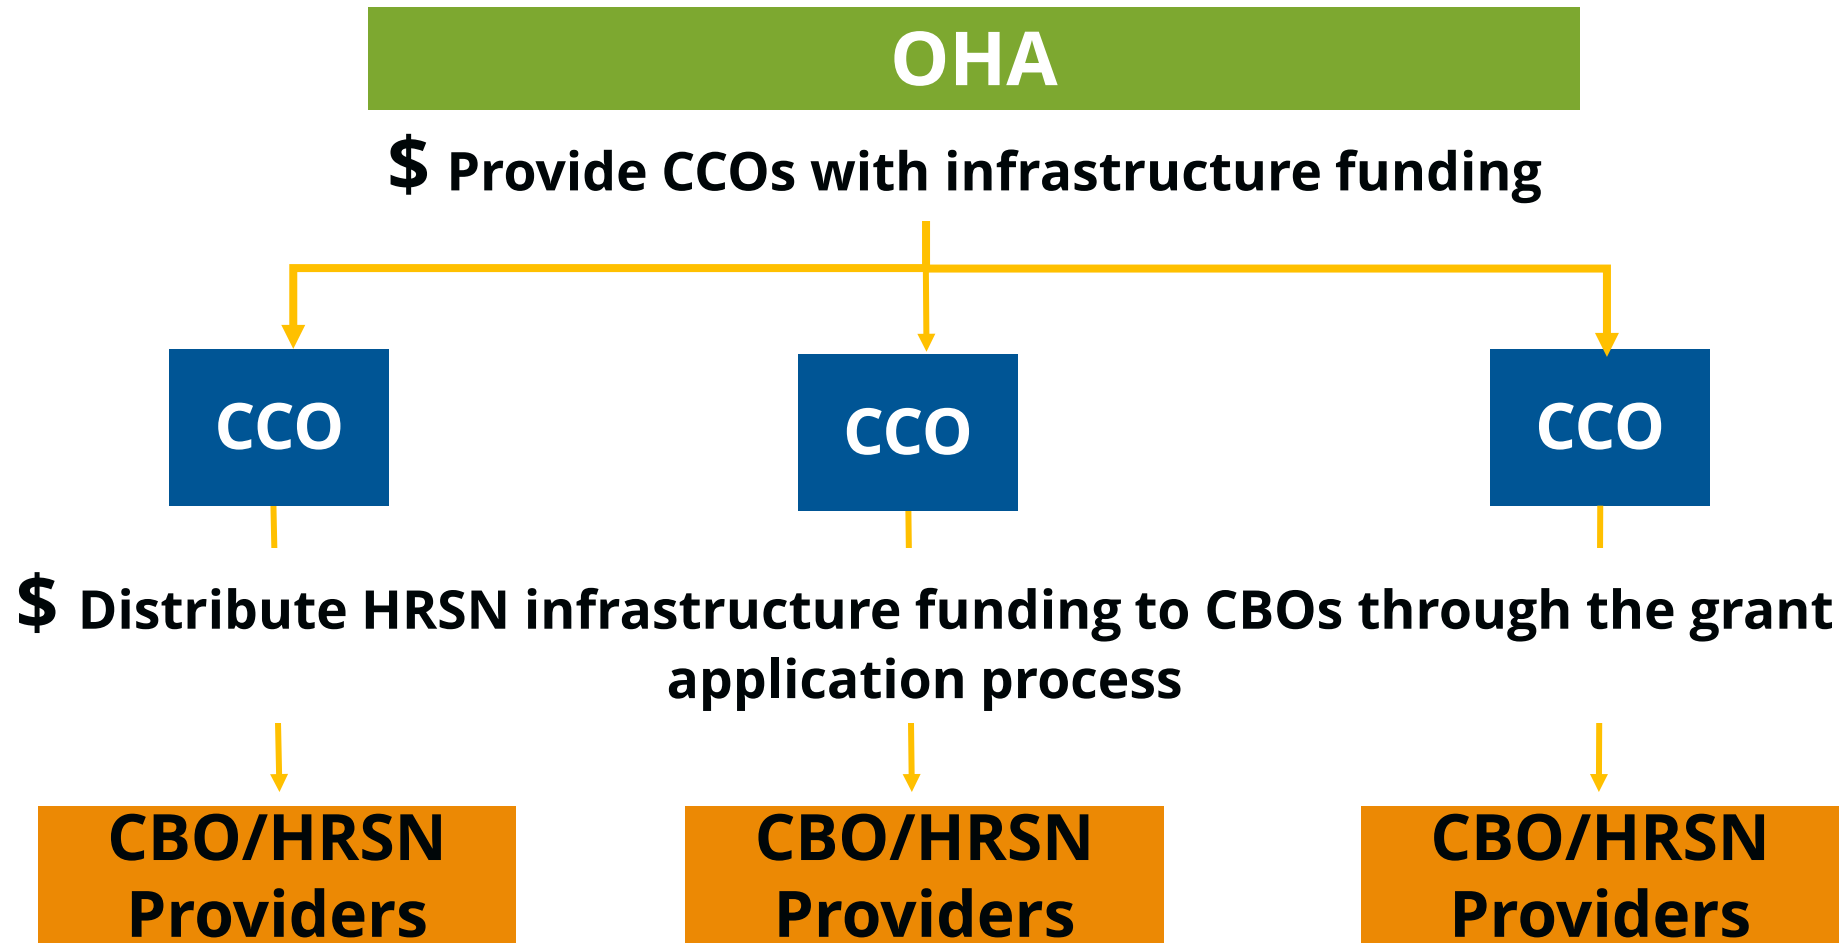 OHA
$ Provide CCOs with infrastructure funding
CCO
CCO
CCO
$ Distribute HRSN infrastructure funding to CBOs through the grant
application process
CBO/HRSN
Providers
CBO/HRSN
Providers
CBO/HRSN
Providers